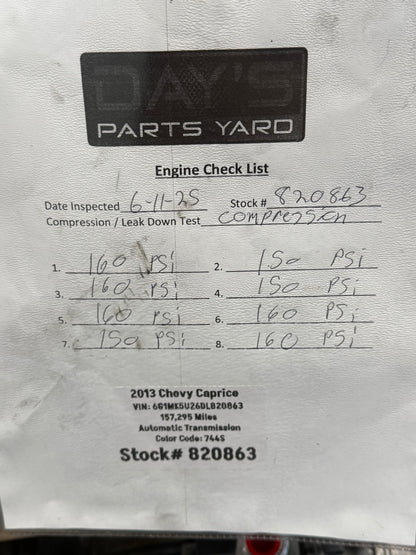 DAY'S
PARTS YARD
Engine Check List
Date Inspected 6-11-25 Stock # 820863
Compression / Leak Down Test compression
1. 160 PSi 2. 150 PSi
3. 160 PSi 4. 150 PSi
5. 160 PSi 6. 160 PSi
7. 150 PSi 8. 160 PSi
2013 Chevy Caprice
VIN: 6G1MK5U26DL820863
157,295 Miles
Automatic Transmission
Color Code: 744S
Stock# 820863